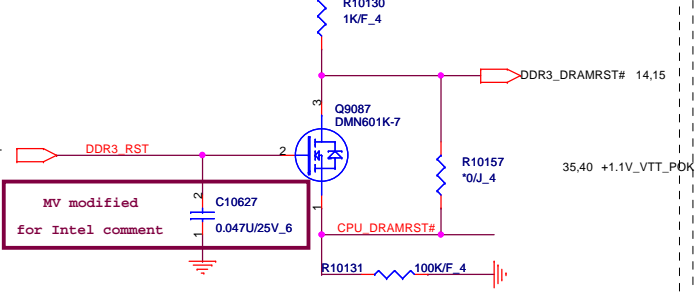 R10130
1K/F_4
DDR3_DRAMRST# 14,15
3
Q9087
DMN601K-7
DDR3_RST
2
R10157
*0/J_4
35,40 +1.1V_VTT_POK
MV modified
for Intel comment
2
C10627
0.047U/25V_6
1
1
CPU_DRAMRST#
R10131
100K/F_4